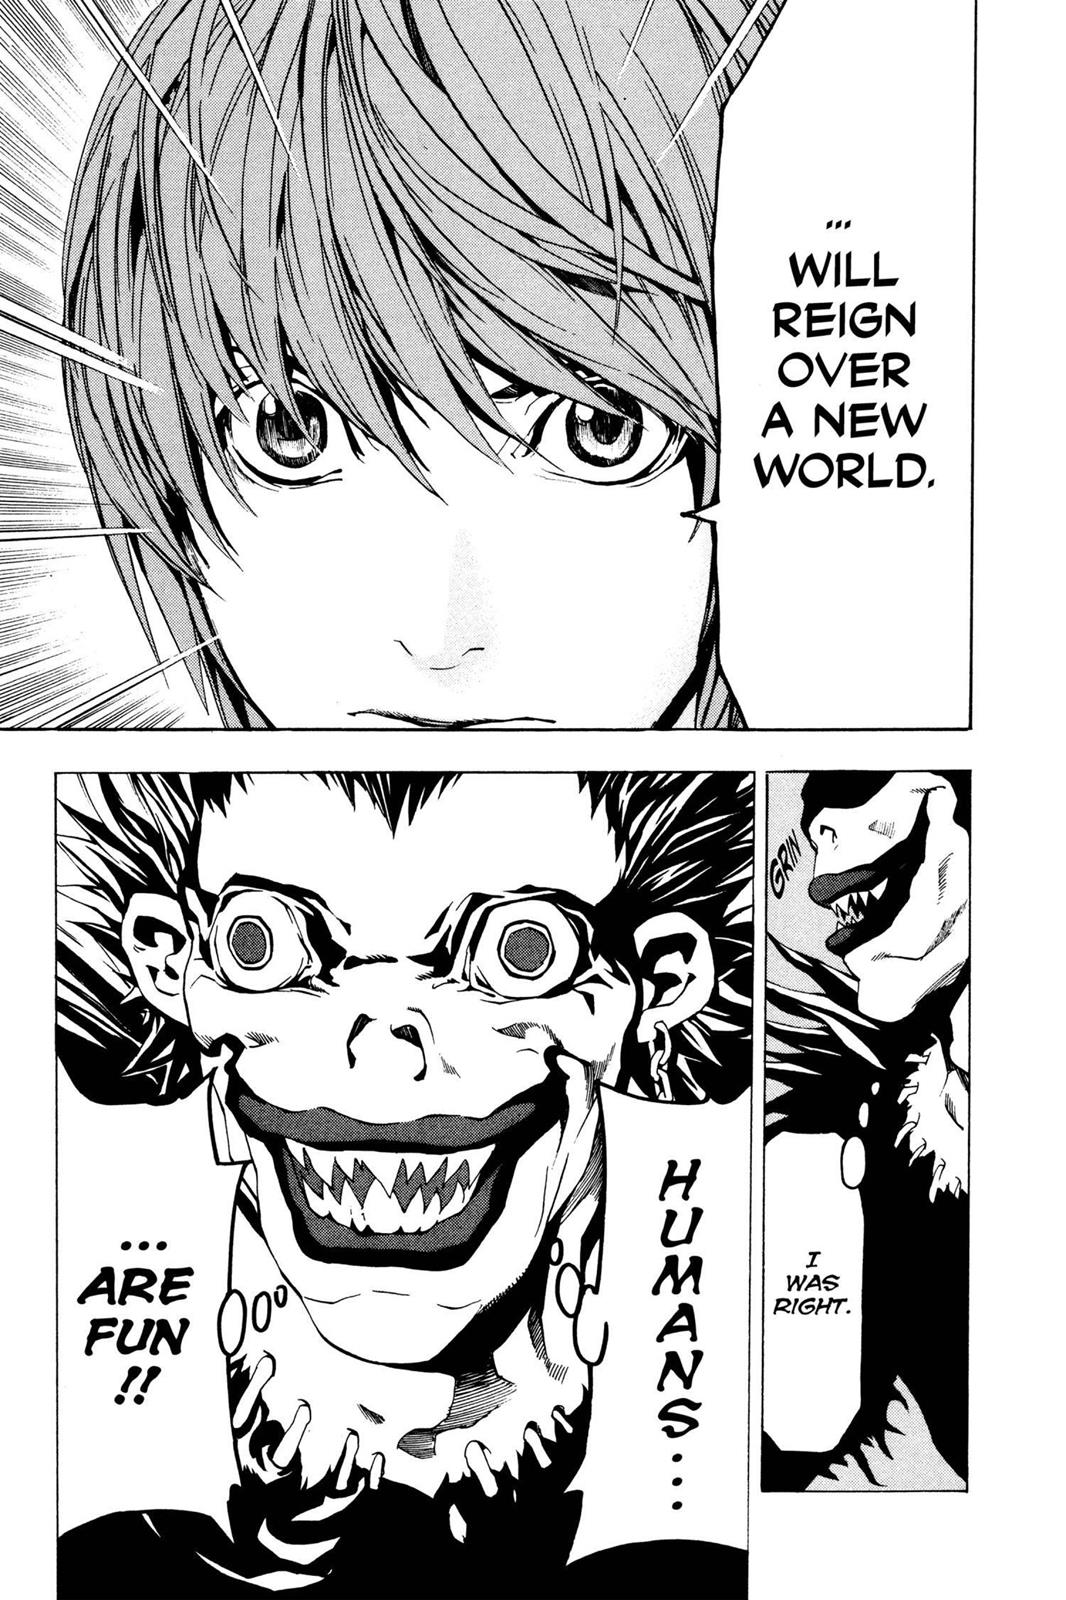 ...
WILL
REIGN
OVER
A NEW
WORLD.
GRIN
I
WAS
RIGHT.
HUMANS...
...
ARE
FUN
!!